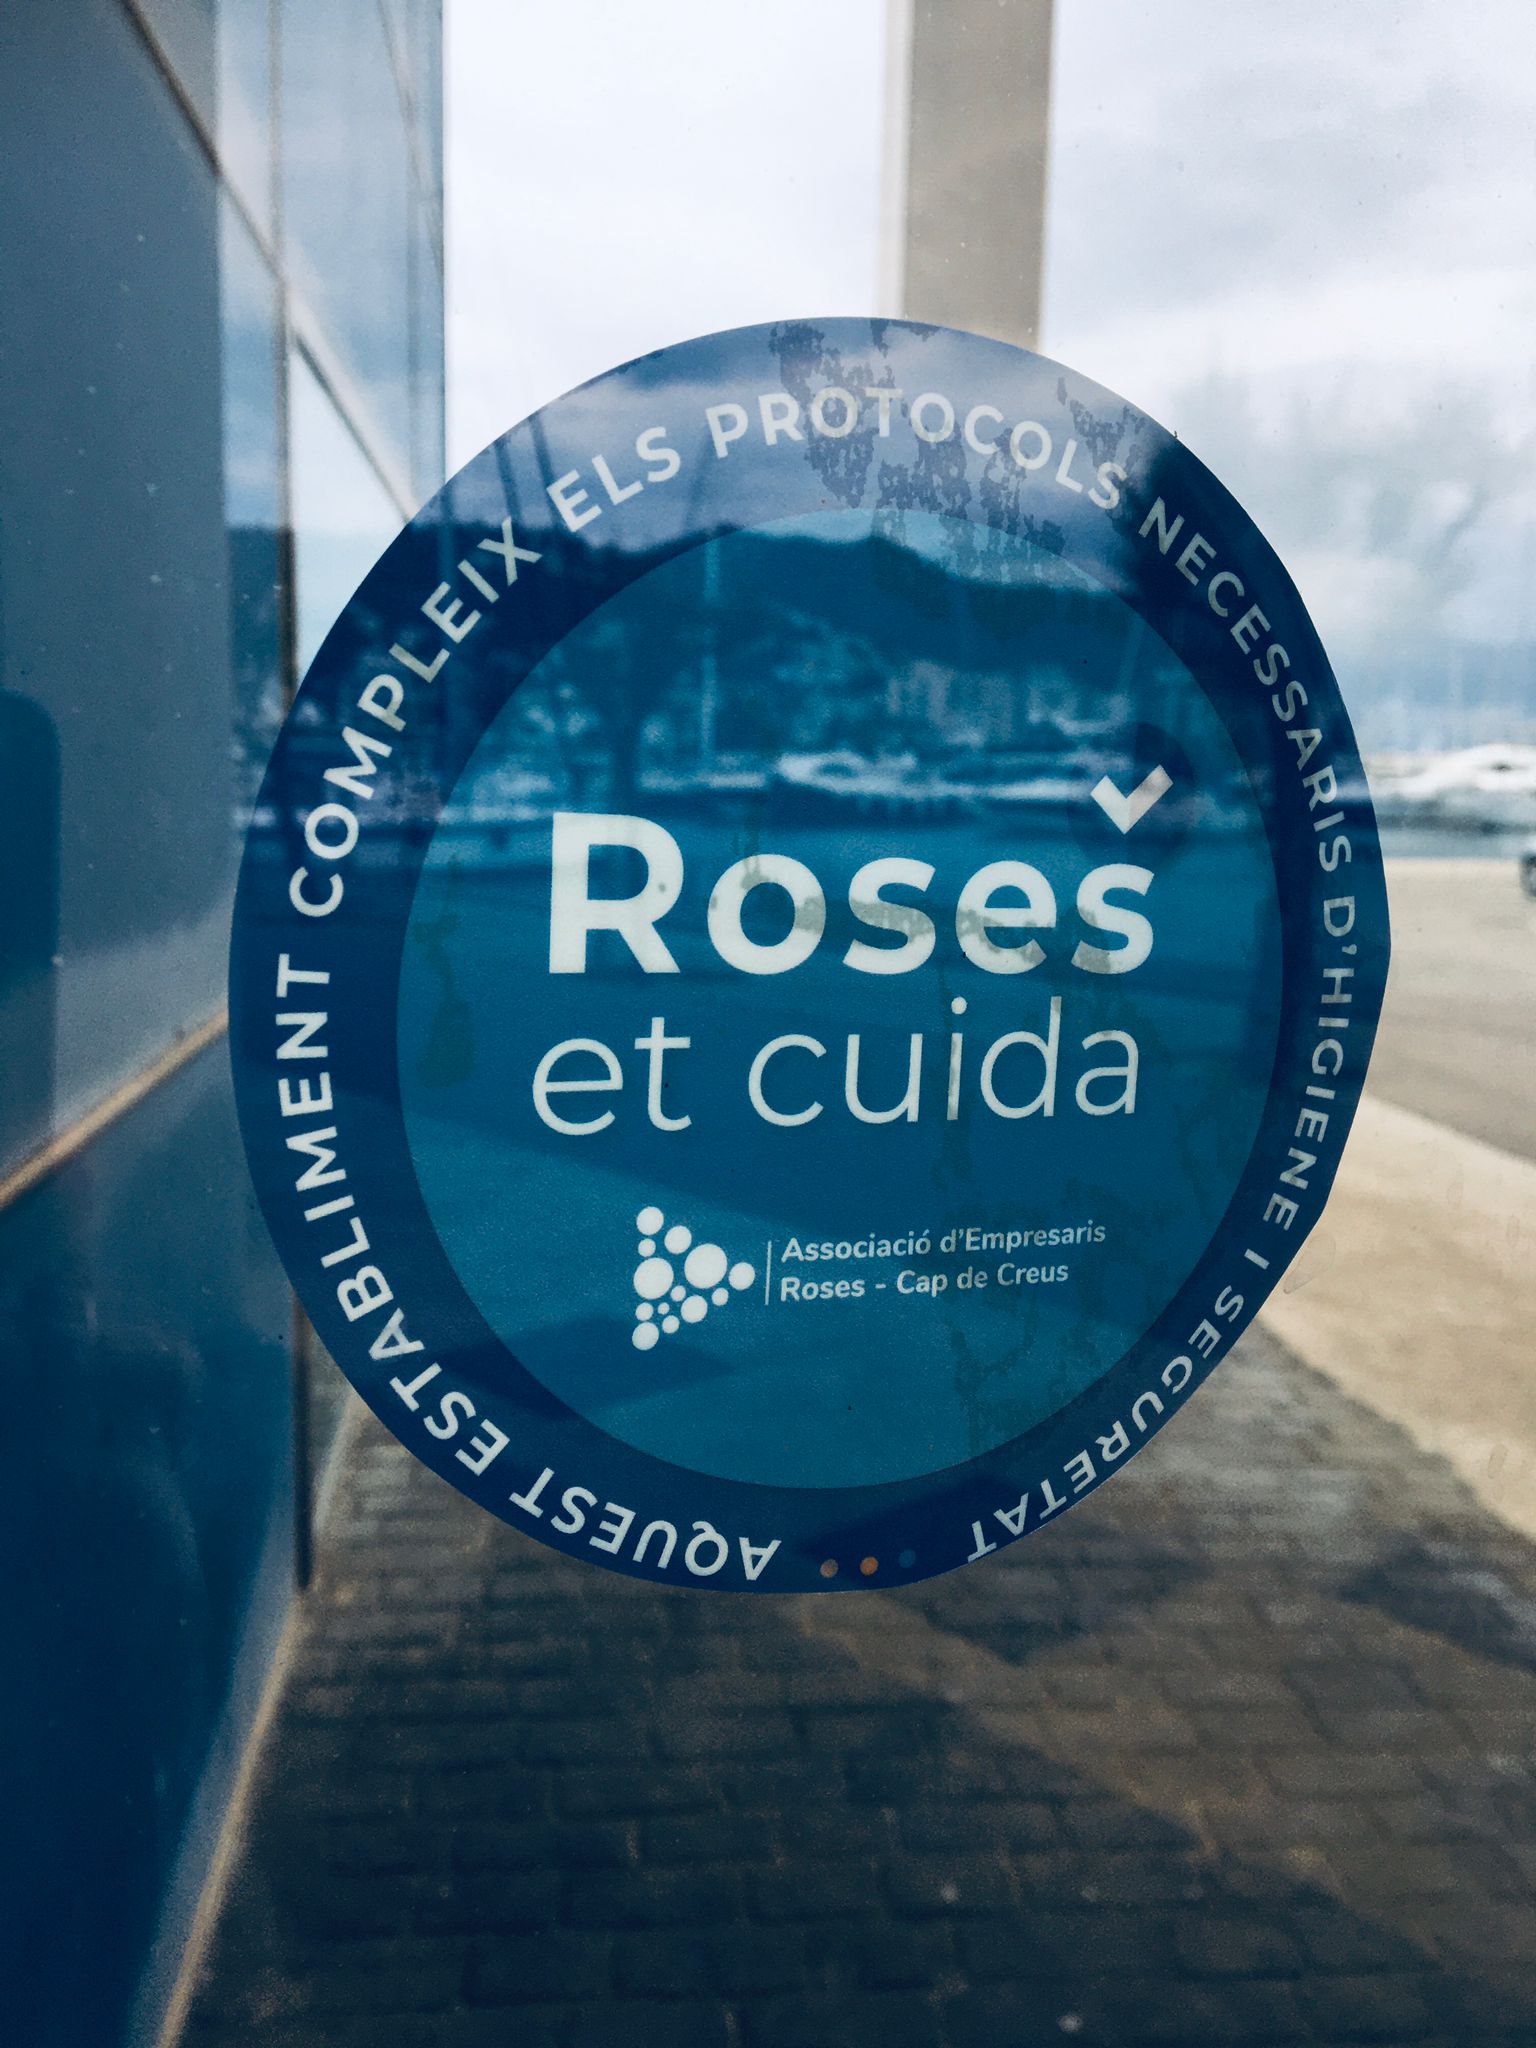 AQUEST ESTABLIMENT COMPLEIX ELS PROTOCOLS NECESSARIS D'HIGIENE I SEGURETAT
Roses
et cuida
Associació d'Empresaris
Roses - Cap de Creus